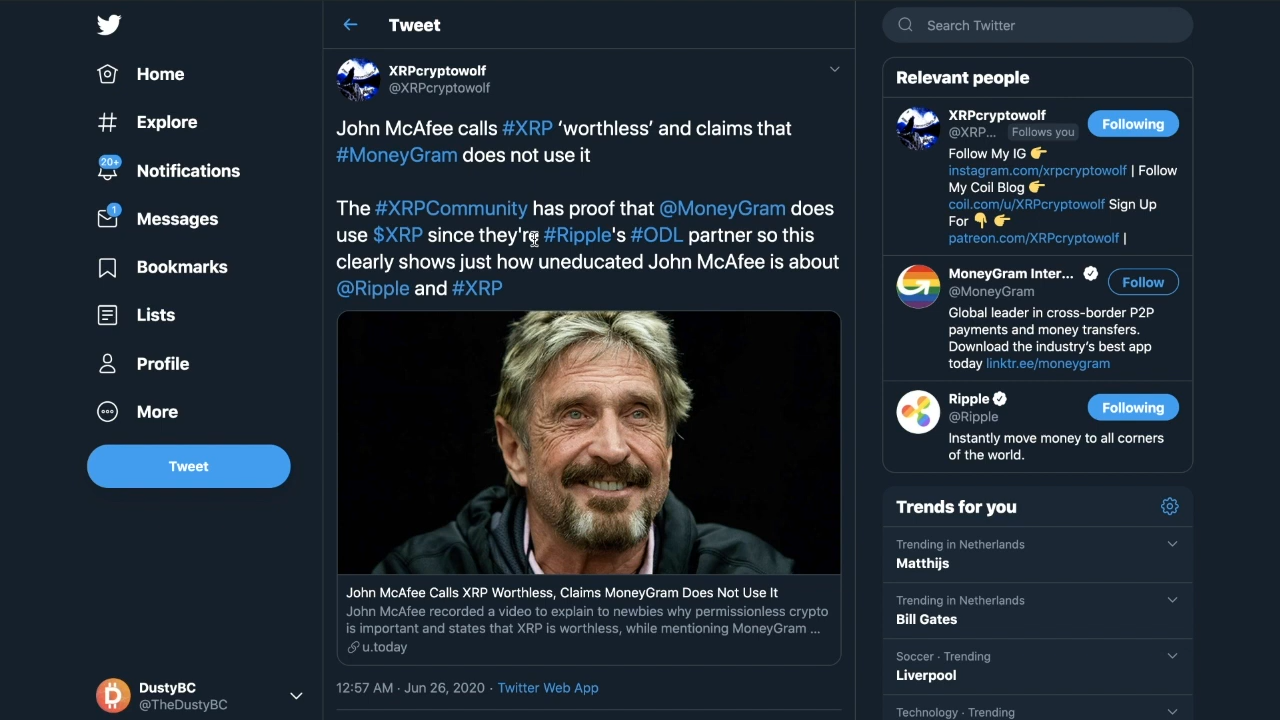 Home
Explore
20+
Notifications
1
Messages
Bookmarks
Lists
Profile
More
Tweet
DustyBC
@TheDustyBC
Tweet
XRPcryptowolf
@XRPcryptowolf
John McAfee calls #XRP ‘worthless’ and claims that
#MoneyGram does not use it
The #XRPCommunity has proof that @MoneyGram does
use $XRP since they're #Ripple's #ODL partner so this
clearly shows just how uneducated John McAfee is about
@Ripple and #XRP
John McAfee Calls XRP Worthless, Claims MoneyGram Does Not Use It
John McAfee recorded a video to explain to newbies why permissionless crypto
is important and states that XRP is worthless, while mentioning MoneyGram ...
u.today
12:57 AM · Jun 26, 2020 · Twitter Web App
Search Twitter
Relevant people
XRPcryptowolf
@XRP... Follows you
Following
Follow My IG 👉
instagram.com/xrpcryptowolf | Follow
My Coil Blog 👉
coil.com/u/XRPcryptowolf Sign Up
For 👇 👉
patreon.com/XRPcryptowolf |
MoneyGram Inter...
@MoneyGram
Follow
Global leader in cross-border P2P
payments and money transfers.
Download the industry's best app
today linktr.ee/moneygram
Ripple
@Ripple
Following
Instantly move money to all corners
of the world.
Trends for you
Trending in Netherlands
Matthijs
Trending in Netherlands
Bill Gates
Soccer · Trending
Liverpool
Technology · Trending